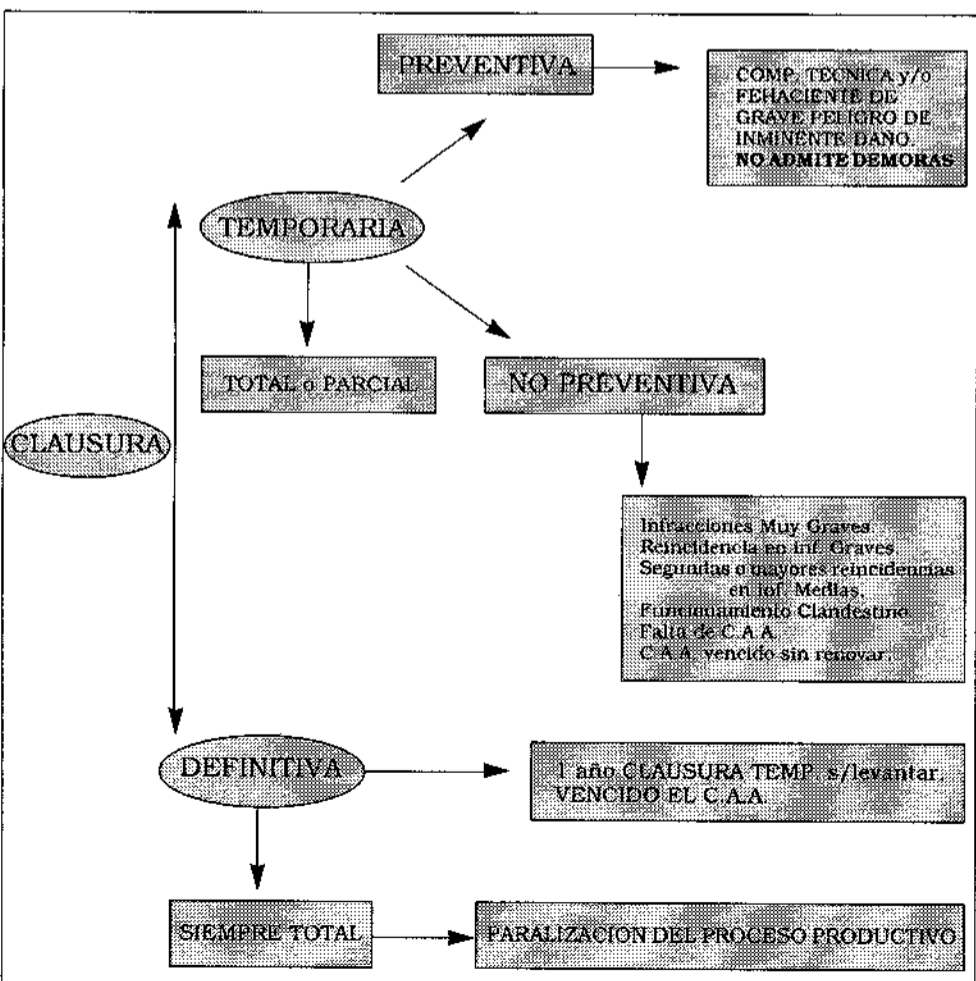 PREVENTIVA
COMP. TECNICA y/o
FEHACIENTE DE
GRAVE PELIGRO DE
INMINENTE DAÑO.
NO ADMITE DEMORAS
TEMPORARIA
TOTAL o PARCIAL
NO PREVENTIVA
CLAUSURA
Infracciones Muy Graves.
Reincidencia en inf. Graves.
Segundas o mayores reincidencias
en inf. Medias.
Funcionamiento Clandestino
Falta de C.A.A.
C.A.A. vencido sin renovar.
DEFINITIVA
1 año CLAUSURA TEMP. s/levantar.
VENCIDO EL C.A.A.
SIEMPRE TOTAL
PARALIZACION DEL PROCESO PRODUCTIVO